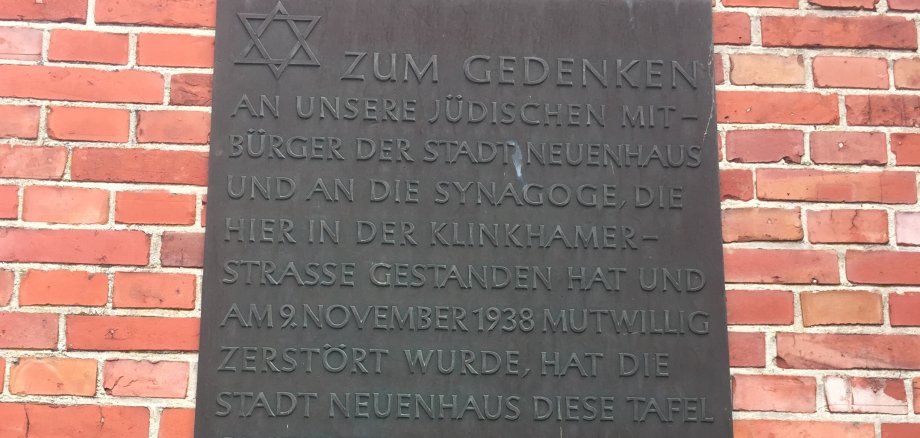 ZUM GEDENKEN
AN UNSERE JÜDISCHEN MIT-
BÜRGER DER STADT NEUENHAUS
UND AN DIE SYNAGOGE, DIE
HIER IN DER KLINKHAMER-
STRASSE GESTANDEN HAT UND
AM 9. NOVEMBER 1938 MUTWILLIG
ZERSTÖRT WURDE, HAT DIE
STADT NEUENHAUS DIESE TAFEL